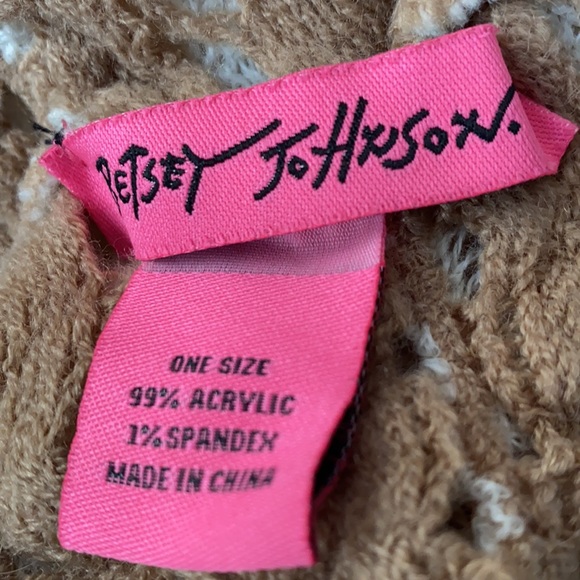 BETSEY JOHNSON.
ONE SIZE
99% ACRYLIC
1% SPANDEX
MADE IN CHINA